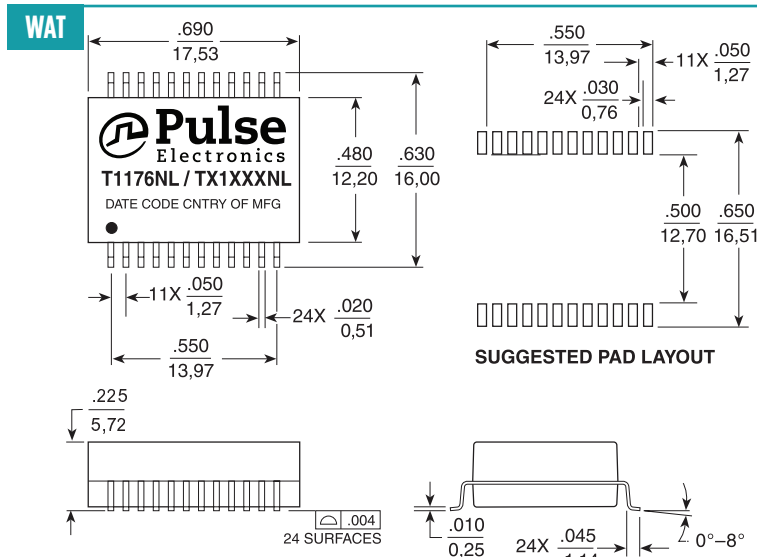 WAT
.690
17,53
.550
13,97
11X .050
1,27
24X .030
0,76
Pulse
Electronics
T1176NL / TX1XXXNL
DATE CODE CNTRY OF MFG
.480
12,20
.630
16,00
.500
12,70
.650
16,51
11X .050
1,27
24X .020
0,51
.550
13,97
SUGGESTED PAD LAYOUT
.225
5,72
.004
24 SURFACES
.010
0,25
24X .045
0°–8°